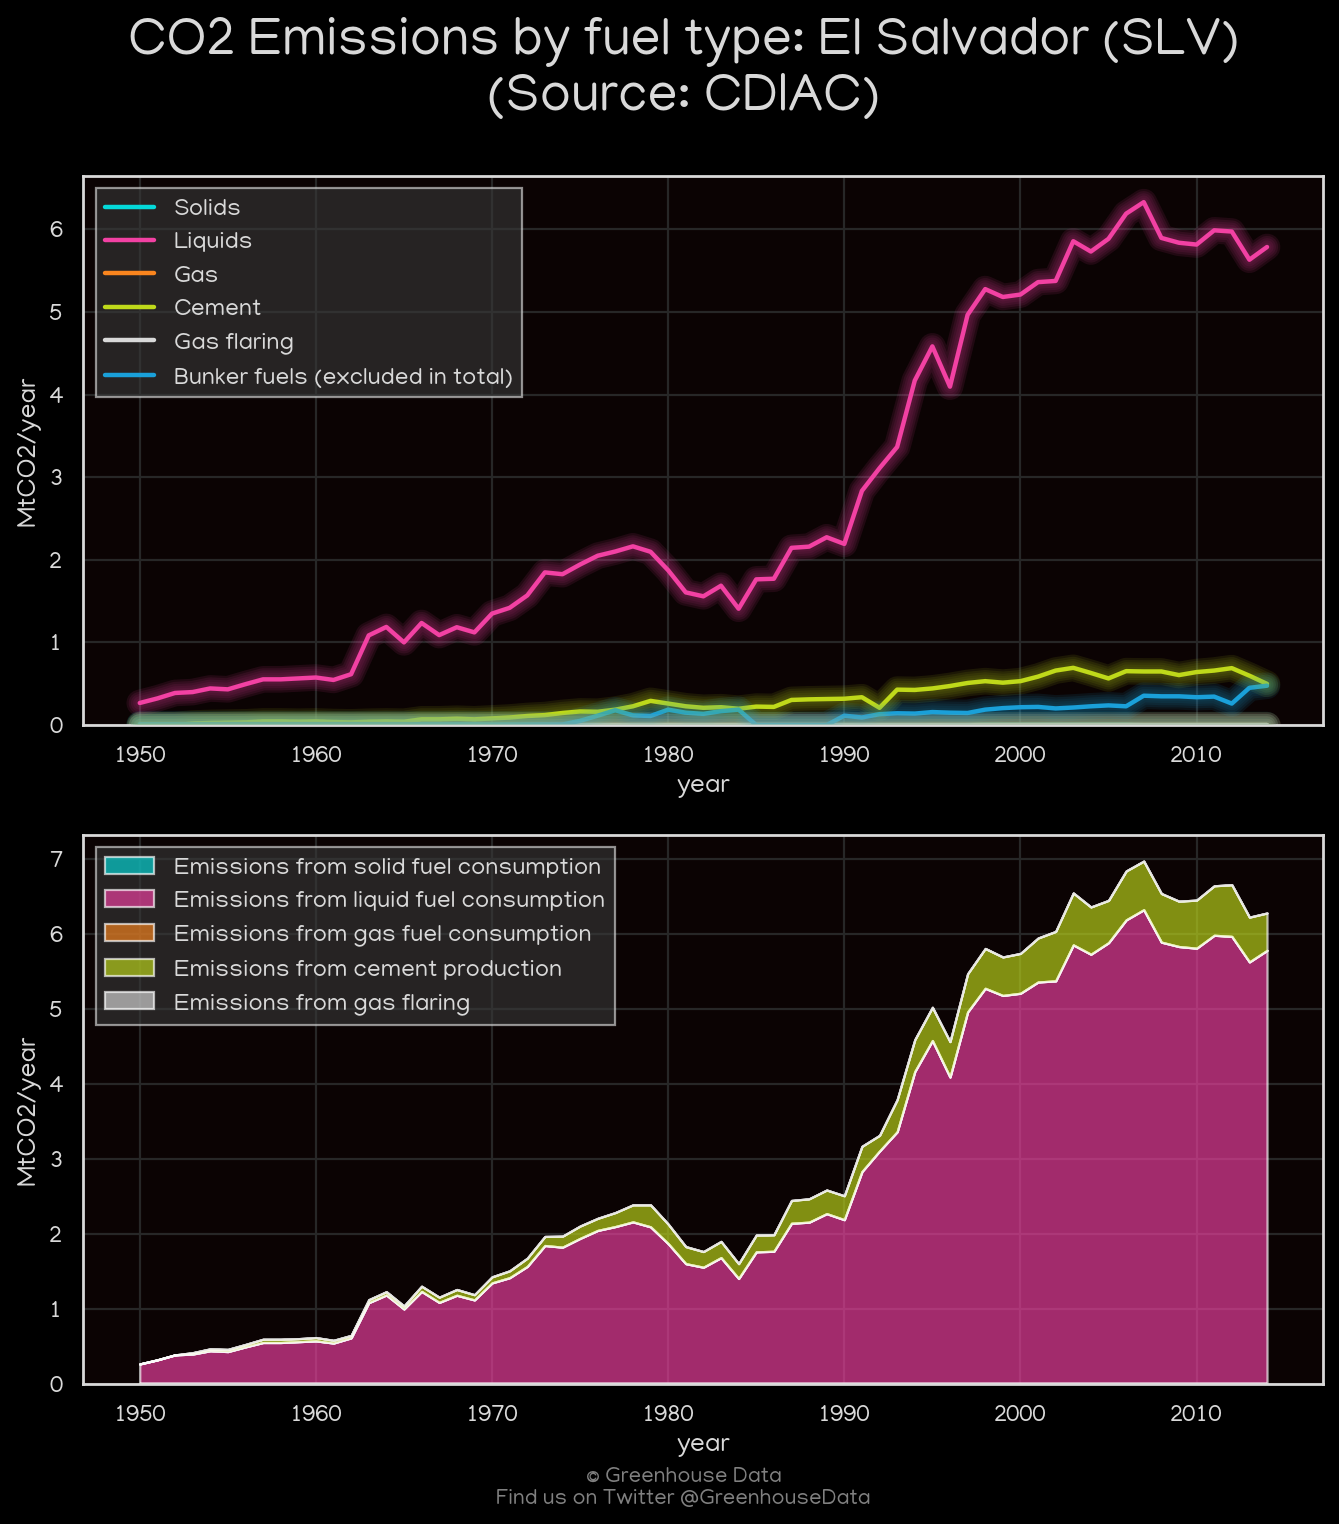 CO2 Emissions by fuel type: El Salvador (SLV)
(Source: CDIAC)
Solids
Liquids
Gas
Cement
Gas flaring
Bunker fuels (excluded in total)
6
5
4
3
2
1
0
MtCO2/year
1950 1960 1970 1980 1990 2000 2010
year
Emissions from solid fuel consumption
Emissions from liquid fuel consumption
Emissions from gas fuel consumption
Emissions from cement production
Emissions from gas flaring
7
6
5
4
3
2
1
0
MtCO2/year
1950 1960 1970 1980 1990 2000 2010
year
© Greenhouse Data
Find us on Twitter @GreenhouseData